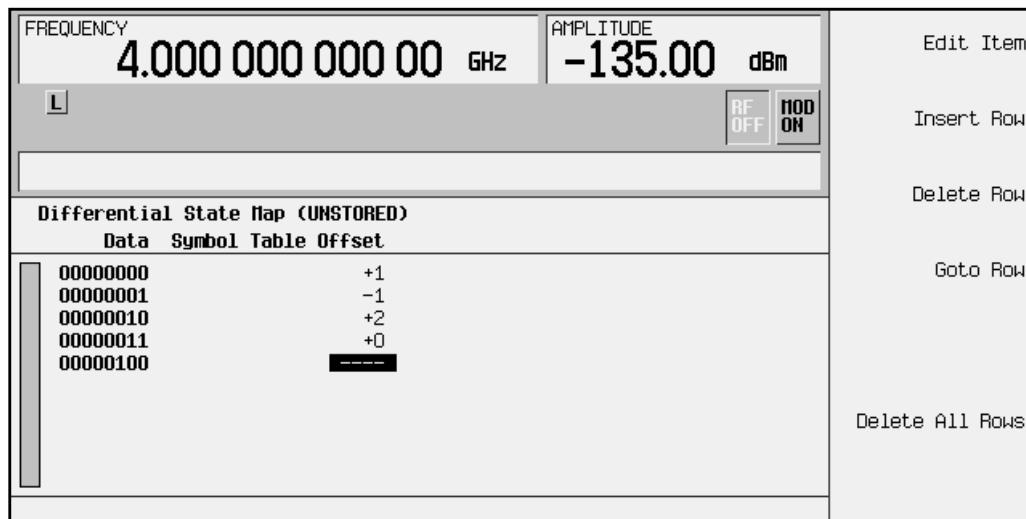 FREQUENCY
4.000 000 000 00 GHz
AMPLITUDE
-135.00 dBm
L
RF OFF
MOD ON
Differential State Map (UNSTORED)
Data Symbol Table Offset
00000000 +1
00000001 -1
00000010 +2
00000011 +0
00000100 ----
Edit Item
Insert Row
Delete Row
Goto Row
Delete All Rows